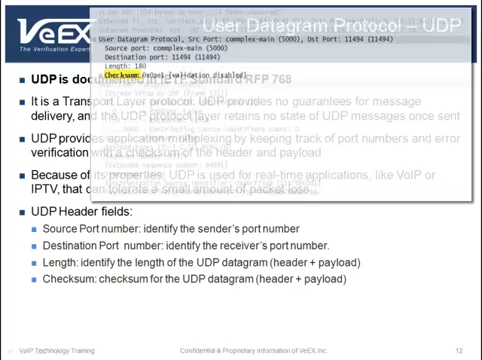 VeEX
The Verification Experts
User Datagram Protocol – UDP
User Datagram Protocol, Src Port: commplex-main (5000), Dst Port: 11494 (11494)
Source port: commplex-main (5000)
Destination port: 11494 (11494)
Length: 180
Checksum: [validation disabled]
UDP is documented in IETF Standard RFP 768
It is a Transport Layer protocol. UDP provides no guarantees for message
delivery, and the UDP protocol layer retains no state of UDP messages once sent
UDP provides application multiplexing by keeping track of port numbers and error
verification with a checksum of the header and payload
Because of its properties, UDP is used for real-time applications, like VoIP or
IPTV, that can tolerate a small amount of packet loss
UDP Header fields:
Source Port number: identify the sender's port number
Destination Port number: identify the receiver's port number.
Length: identify the length of the UDP datagram (header + payload)
Checksum: checksum for the UDP datagram (header + payload)
VoIP Technology Training
Confidential & Proprietary Information of VeEX Inc.
12